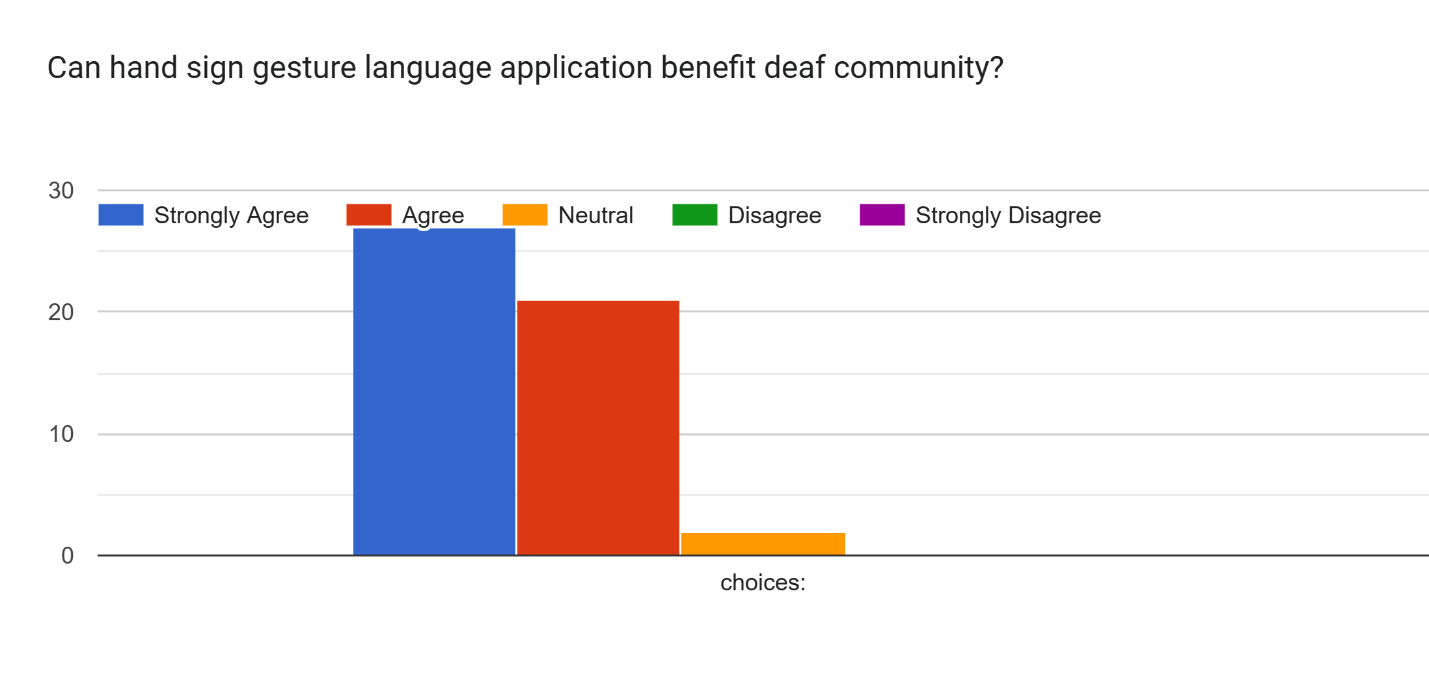 Can hand sign gesture language application benefit deaf community?
30
Strongly Agree Agree Neutral Disagree Strongly Disagree
20
10
0
choices: